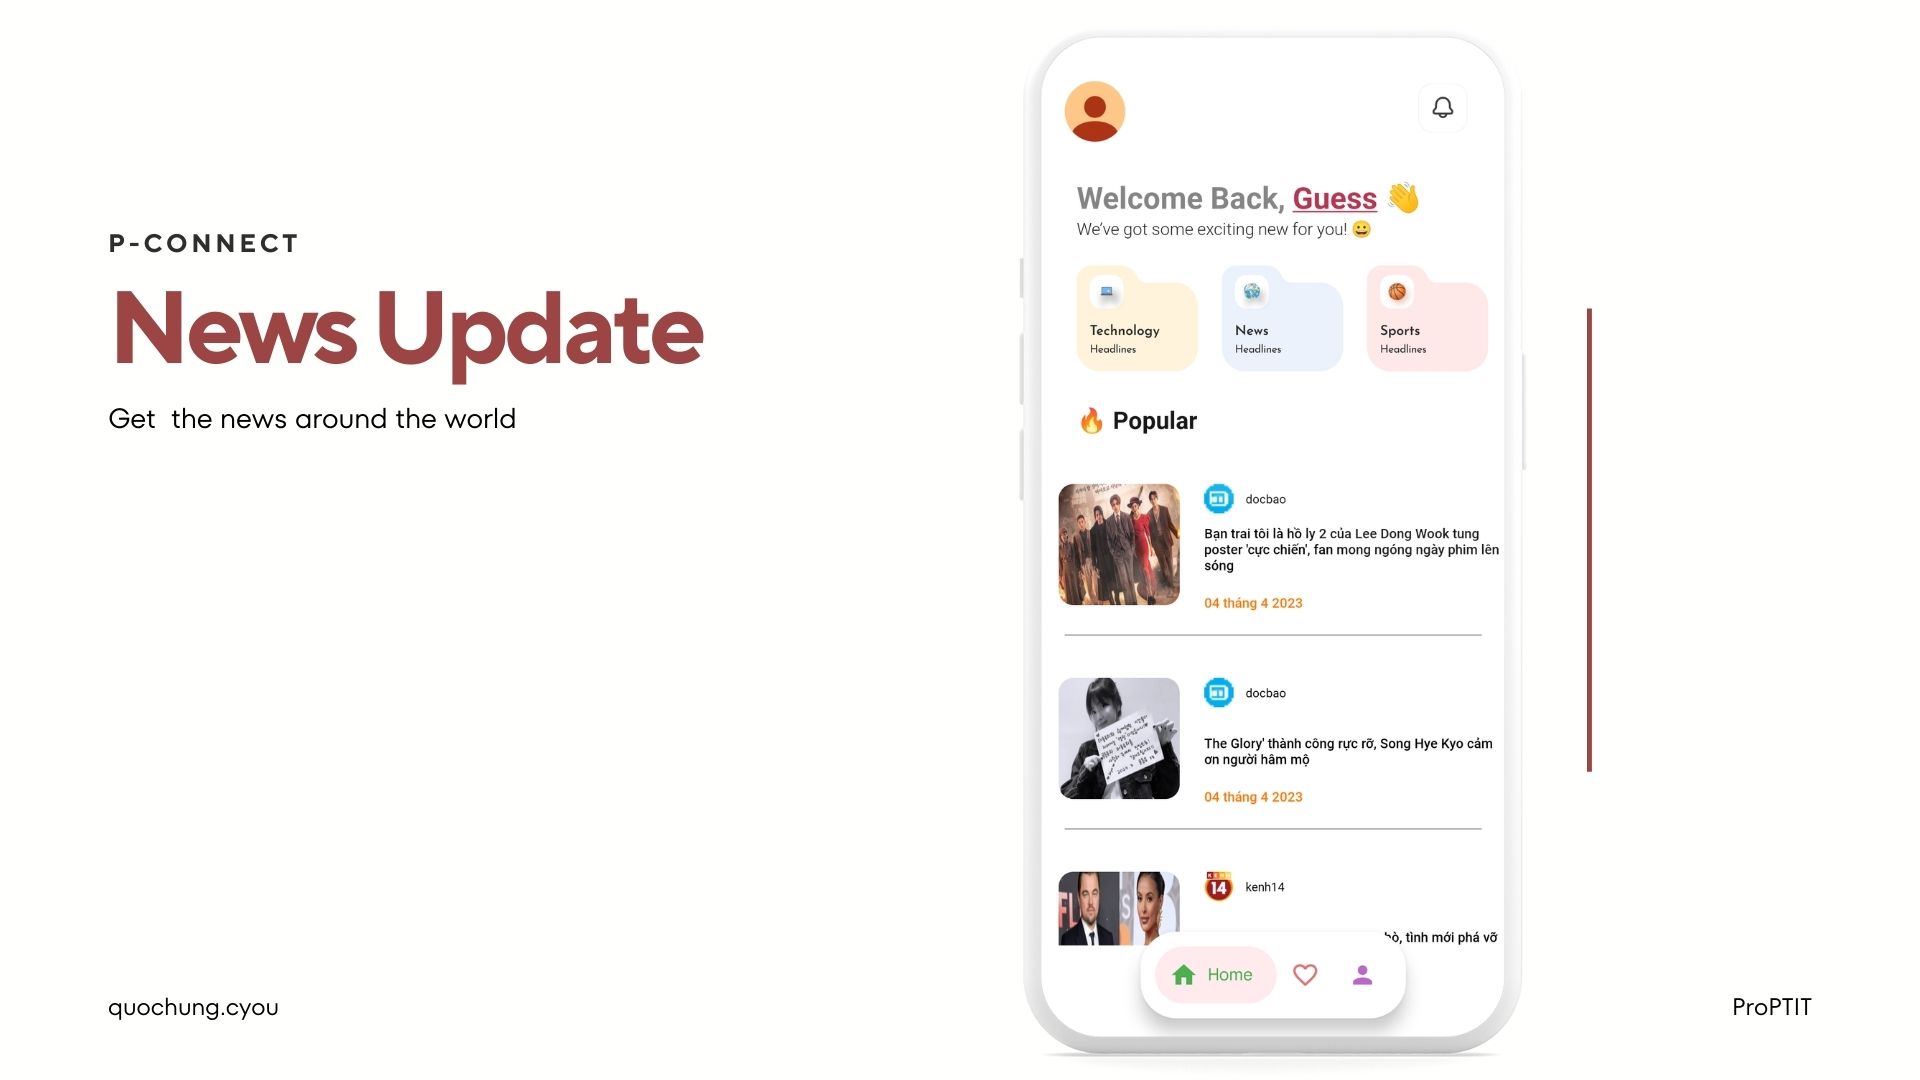 P-CONNECT
News Update
Get  the news around the world
quochung.cyou
Welcome Back, Guess 👋
We’ve got some exciting new for you! 😀
Technology
Headlines
News
Headlines
Sports
Headlines
🔥 Popular
docbao
Bạn trai tôi là hồ ly 2 của Lee Dong Wook tung
poster 'cực chiến', fan mong ngóng ngày phim lên
sóng
04 tháng 4 2023
docbao
The Glory' thành công rực rỡ, Song Hye Kyo cảm
ơn người hâm mộ
04 tháng 4 2023
KENH
14
kenh14
tình mới phá vỡ
Home
ProPTIT